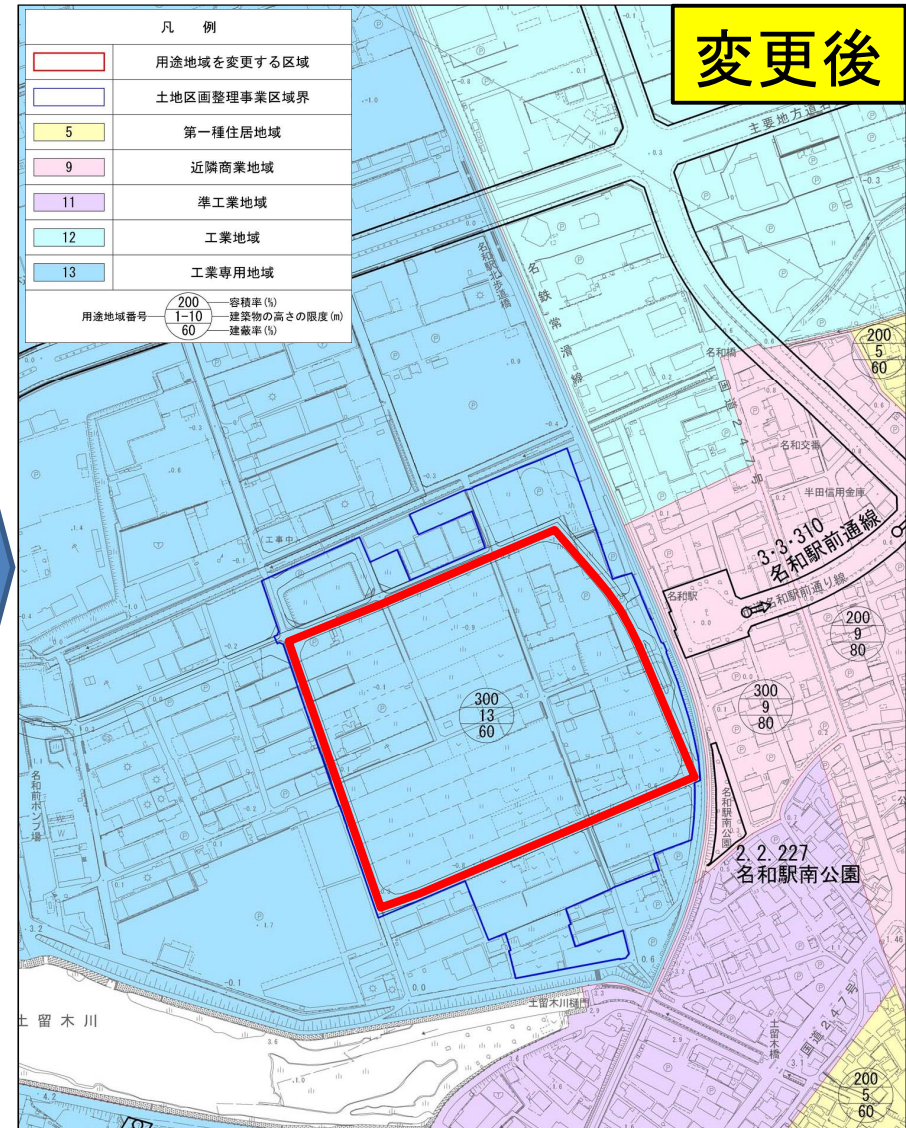 凡 例
用途地域を変更する区域
土地区画整理事業区域界
5 第一種住居地域
9 近隣商業地域
11 準工業地域
12 工業地域
13 工業専用地域
用途地域番号
200 容積率(%)
1-10 建築物の高さの限度(m)
60 建蔽率(%)
変更後
主要地方道名
名和駅北歩道橋
名鉄常滑線
名和橋
国道247号
200
5
60
名和交番
半田信用金庫
3・3・310
名和駅前通線
(工事中)
名和駅
名和駅前通り線
200
9
80
300
13
60
300
9
80
名和前ポンプ場
名和駅南公園
2.2.227
名和駅南公園
土留木川樋門
土留木川
土留木橋
国道247号
200
5
60